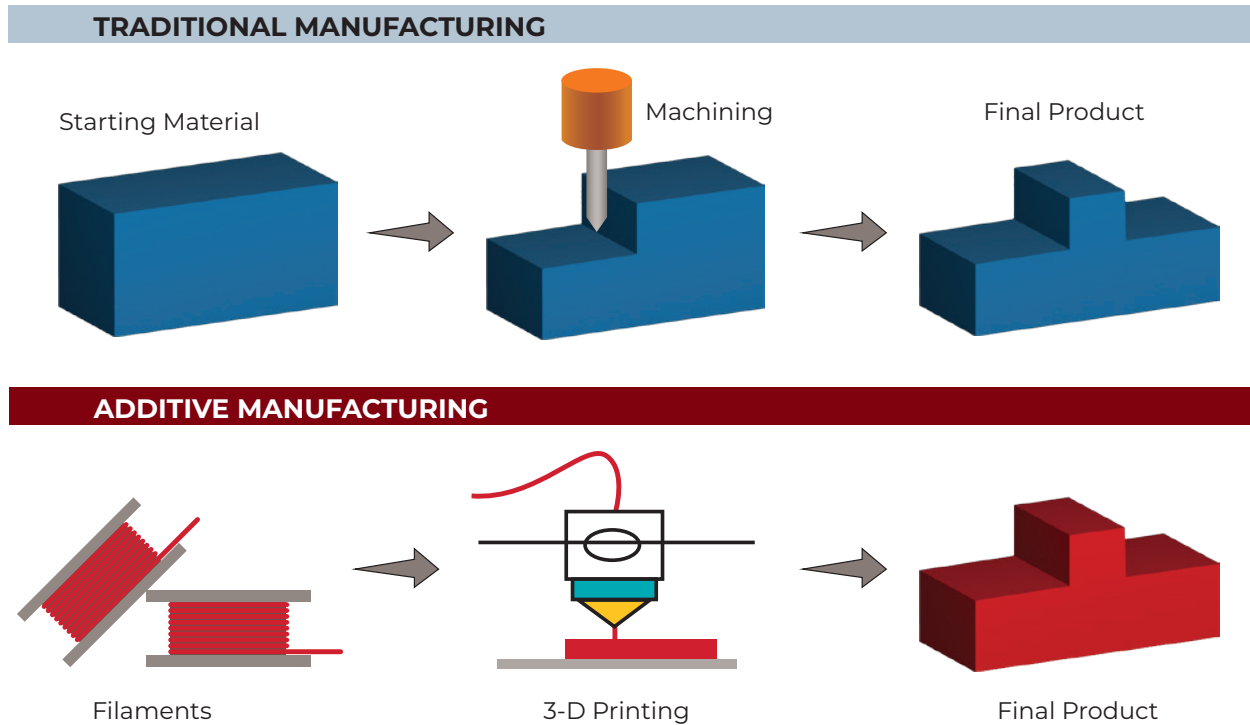 TRADITIONAL MANUFACTURING
Starting Material
Machining
Final Product
ADDITIVE MANUFACTURING
Filaments
3-D Printing
Final Product